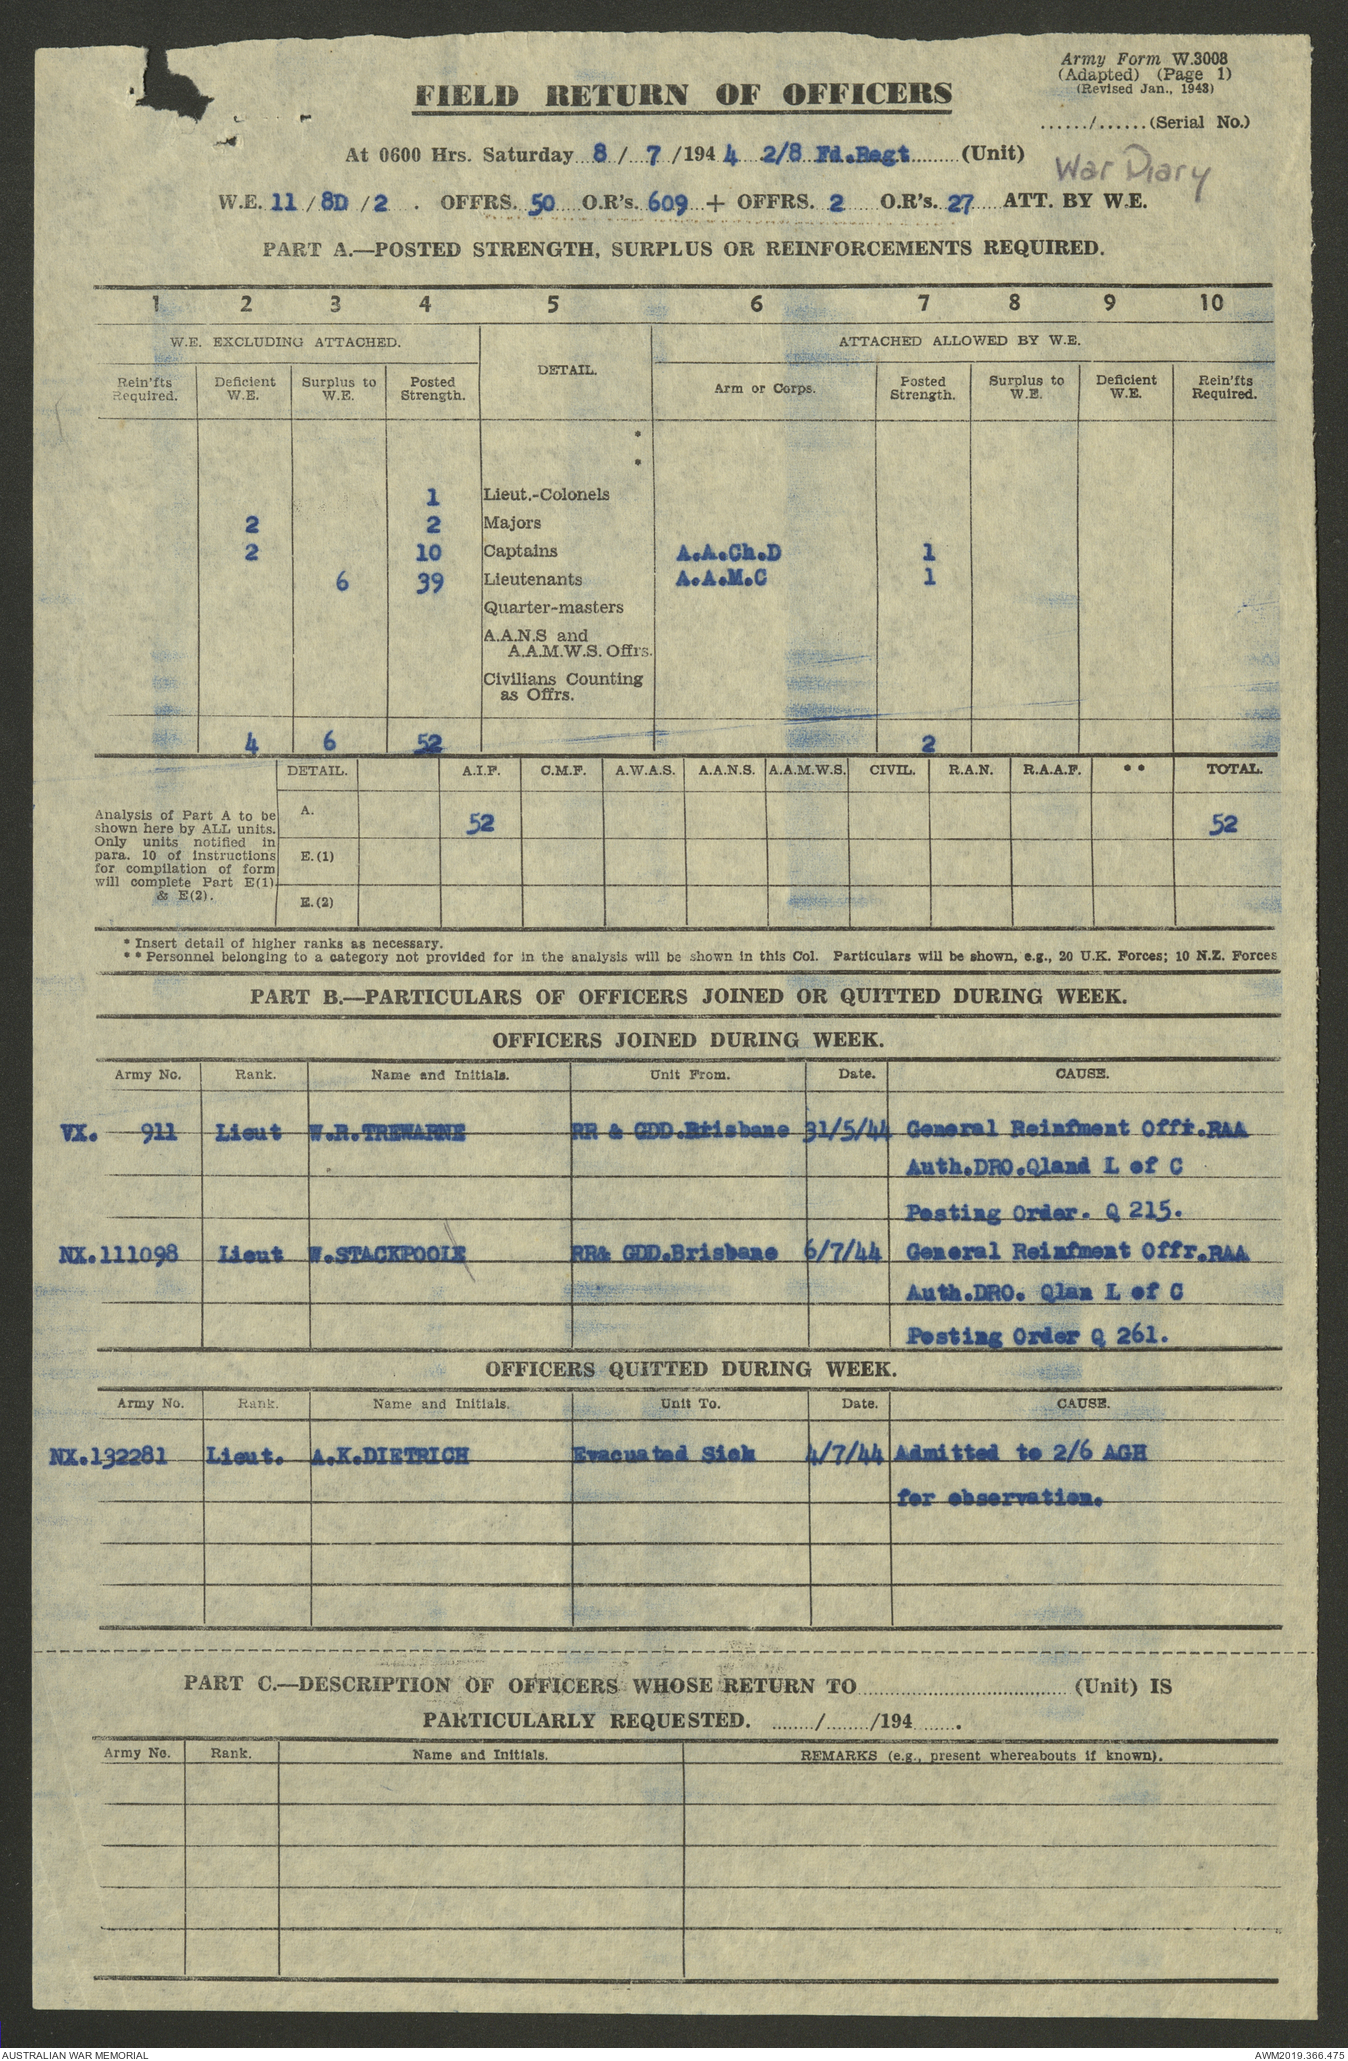 Army Form W.3008
(Adapted) (Page 1)
(Revised Jan., 1943)
FIELD RETURN OF OFFICERS
....../......(Serial No.)
At 0600 Hrs. Saturday 8 / 7 /194 4 2/8 Fd.Regt (Unit)
War Diary
W.E. 11 / 8D / 2 . OFFRS. 50 O.R's. 609 + OFFRS. 2 O.R's. 27 ATT. BY W.E.
PART A.—POSTED STRENGTH, SURPLUS OR REINFORCEMENTS REQUIRED.
1 2 3 4 5 6 7 8 9 10
W.E. EXCLUDING ATTACHED. DETAIL. ATTACHED ALLOWED BY W.E.
Rein'fts Required. Deficient W.E. Surplus to W.E. Posted Strength. Arm or Corps. Posted Strength. Surplus to W.E. Deficient W.E. Rein'fts Required.
*
*
1 Lieut.-Colonels
2 2 Majors
2 10 Captains A.A.Ch.D 1
6 39 Lieutenants A.A.M.C 1
Quarter-masters
A.A.N.S and
A.A.M.W.S. Offrs.
Civilians Counting
as Offrs.
4 6 52 2
DETAIL. A.I.F. C.M.F. A.W.A.S. A.A.N.S. A.A.M.W.S. CIVIL. R.A.N. R.A.A.F. ** TOTAL.
Analysis of Part A to be
shown here by ALL units.
Only units notified in
para. 10 of instructions
for compilation of form
will complete Part E(1)
& E(2).
A. 52 52
E.(1)
E.(2)
* Insert detail of higher ranks as necessary.
** Personnel belonging to a category not provided for in the analysis will be shown in this Col. Particulars will be shown, e.g., 20 U.K. Forces; 10 N.Z. Forces
PART B.—PARTICULARS OF OFFICERS JOINED OR QUITTED DURING WEEK.
OFFICERS JOINED DURING WEEK.
Army No. Rank. Name and Initials. Unit From. Date. CAUSE.
VX. 911 Lieut W.R.TREWARNE RR & GDD.Brisbane 31/5/44 General Reinfment Offr.RAA
Auth.DRO.Qland L of C
Posting Order. Q 215.
NX.111098 Lieut W.STACKPOOLE RR& GDD.Brisbane 6/7/44 General Reinfment Offr.RAA
Auth.DRO. Qlan L of C
Posting Order Q 261.
OFFICERS QUITTED DURING WEEK.
Army No. Rank. Name and Initials. Unit To. Date. CAUSE.
NX.132281 Lieut. A.K.DIETRICH Evacuated Sick 4/7/44 Admitted to 2/6 AGH
for observation.
PART C.—DESCRIPTION OF OFFICERS WHOSE RETURN TO .................... (Unit) IS
PARTICULARLY REQUESTED. ......../......../194.......
Army No. Rank. Name and Initials. REMARKS (e.g., present whereabouts if known).
AUSTRALIAN WAR MEMORIAL AWM2019.366.475